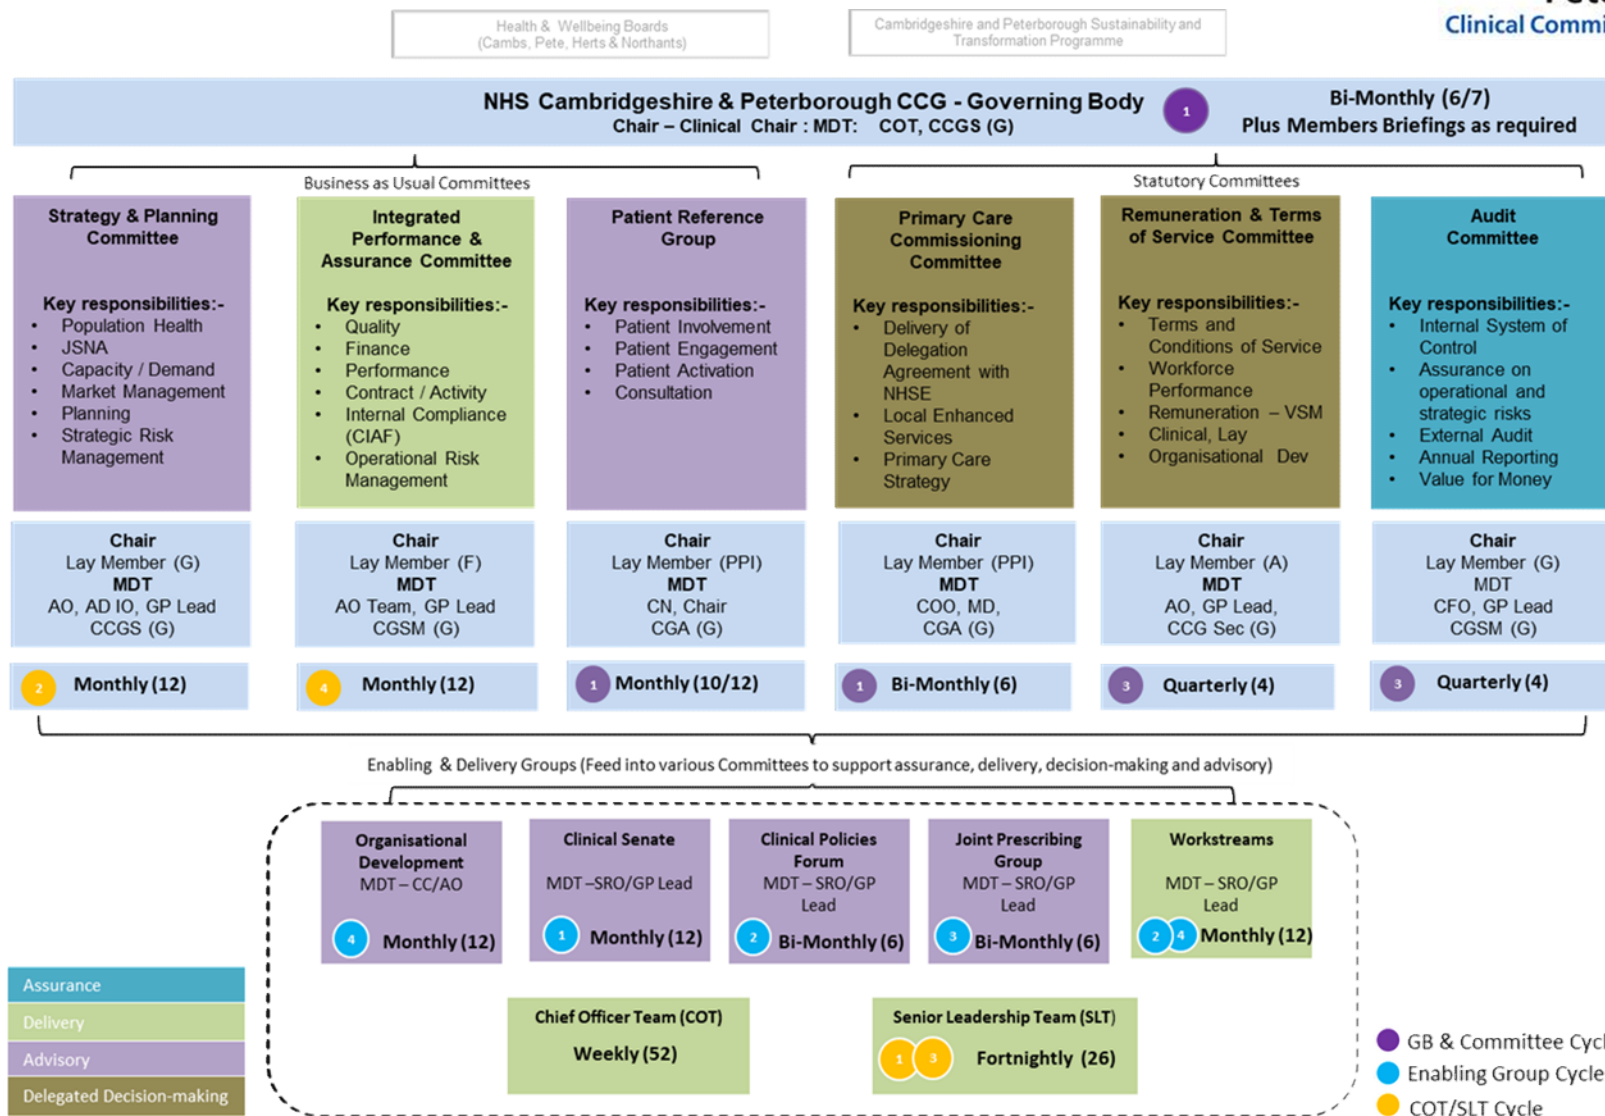 Clinical Commi
Health & Wellbeing Boards
(Cambs, Pete, Herts & Northants)
Cambridgeshire and Peterborough Sustainability and
Transformation Programme
NHS Cambridgeshire & Peterborough CCG - Governing Body
Chair – Clinical Chair : MDT: COT, CCGS (G)
1
Bi-Monthly (6/7)
Plus Members Briefings as required
Business as Usual Committees
Statutory Committees
Strategy & Planning
Committee
Key responsibilities:-
• Population Health
• JSNA
• Capacity / Demand
• Market Management
• Planning
• Strategic Risk
Management
Chair
Lay Member (G)
MDT
AO, AD IO, GP Lead
CCGS (G)
2 Monthly (12)
Integrated
Performance &
Assurance Committee
Key responsibilities:-
• Quality
• Finance
• Performance
• Contract / Activity
• Internal Compliance
(CIAF)
• Operational Risk
Management
Chair
Lay Member (F)
MDT
AO Team, GP Lead
CGSM (G)
4 Monthly (12)
Patient Reference
Group
Key responsibilities:-
• Patient Involvement
• Patient Engagement
• Patient Activation
• Consultation
Chair
Lay Member (PPI)
MDT
CN, Chair
CGA (G)
1 Monthly (10/12)
Primary Care
Commissioning
Committee
Key responsibilities:-
• Delivery of
Delegation
Agreement with
NHSE
• Local Enhanced
Services
• Primary Care
Strategy
Chair
Lay Member (PPI)
MDT
COO, MD,
CGA (G)
1 Bi-Monthly (6)
Remuneration & Terms
of Service Committee
Key responsibilities:-
• Terms and
Conditions of Service
• Workforce
Performance
• Remuneration – VSM
• Clinical, Lay
• Organisational Dev
Chair
Lay Member (A)
MDT
AO, GP Lead,
CCG Sec (G)
3 Quarterly (4)
Audit
Committee
Key responsibilities:-
• Internal System of
Control
• Assurance on
operational and
strategic risks
• External Audit
• Annual Reporting
• Value for Money
Chair
Lay Member (G)
MDT
CFO, GP Lead
CGSM (G)
3 Quarterly (4)
Enabling & Delivery Groups (Feed into various Committees to support assurance, delivery, decision-making and advisory)
Organisational
Development
MDT – CC/AO
4 Monthly (12)
Clinical Senate
MDT –SRO/GP Lead
1 Monthly (12)
Clinical Policies
Forum
MDT – SRO/GP
Lead
2 Bi-Monthly (6)
Joint Prescribing
Group
MDT – SRO/GP
Lead
3 Bi-Monthly (6)
Workstreams
MDT – SRO/GP
Lead
2 4 Monthly (12)
Chief Officer Team (COT)
Weekly (52)
Senior Leadership Team (SLT)
1 3 Fortnightly (26)
Assurance
Delivery
Advisory
Delegated Decision-making
GB & Committee Cycl
Enabling Group Cycle
COT/SLT Cycle